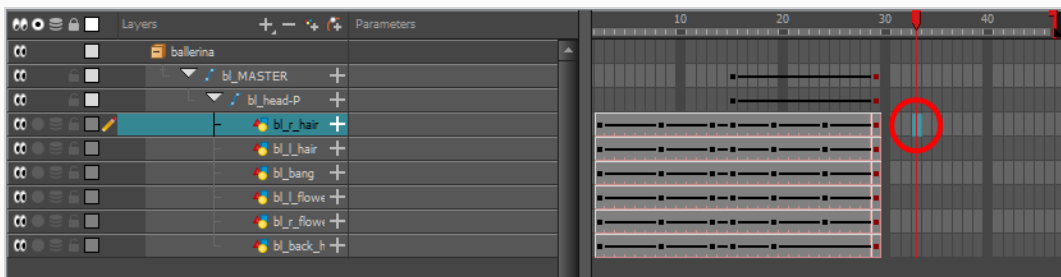 Layers Parameters 10 20 30 40
ballerina
bl_MASTER
bl_head-P
bl_r_hair
bl_l_hair
bl_bang
bl_l_flowe
bl_r_flowe
bl_back_h